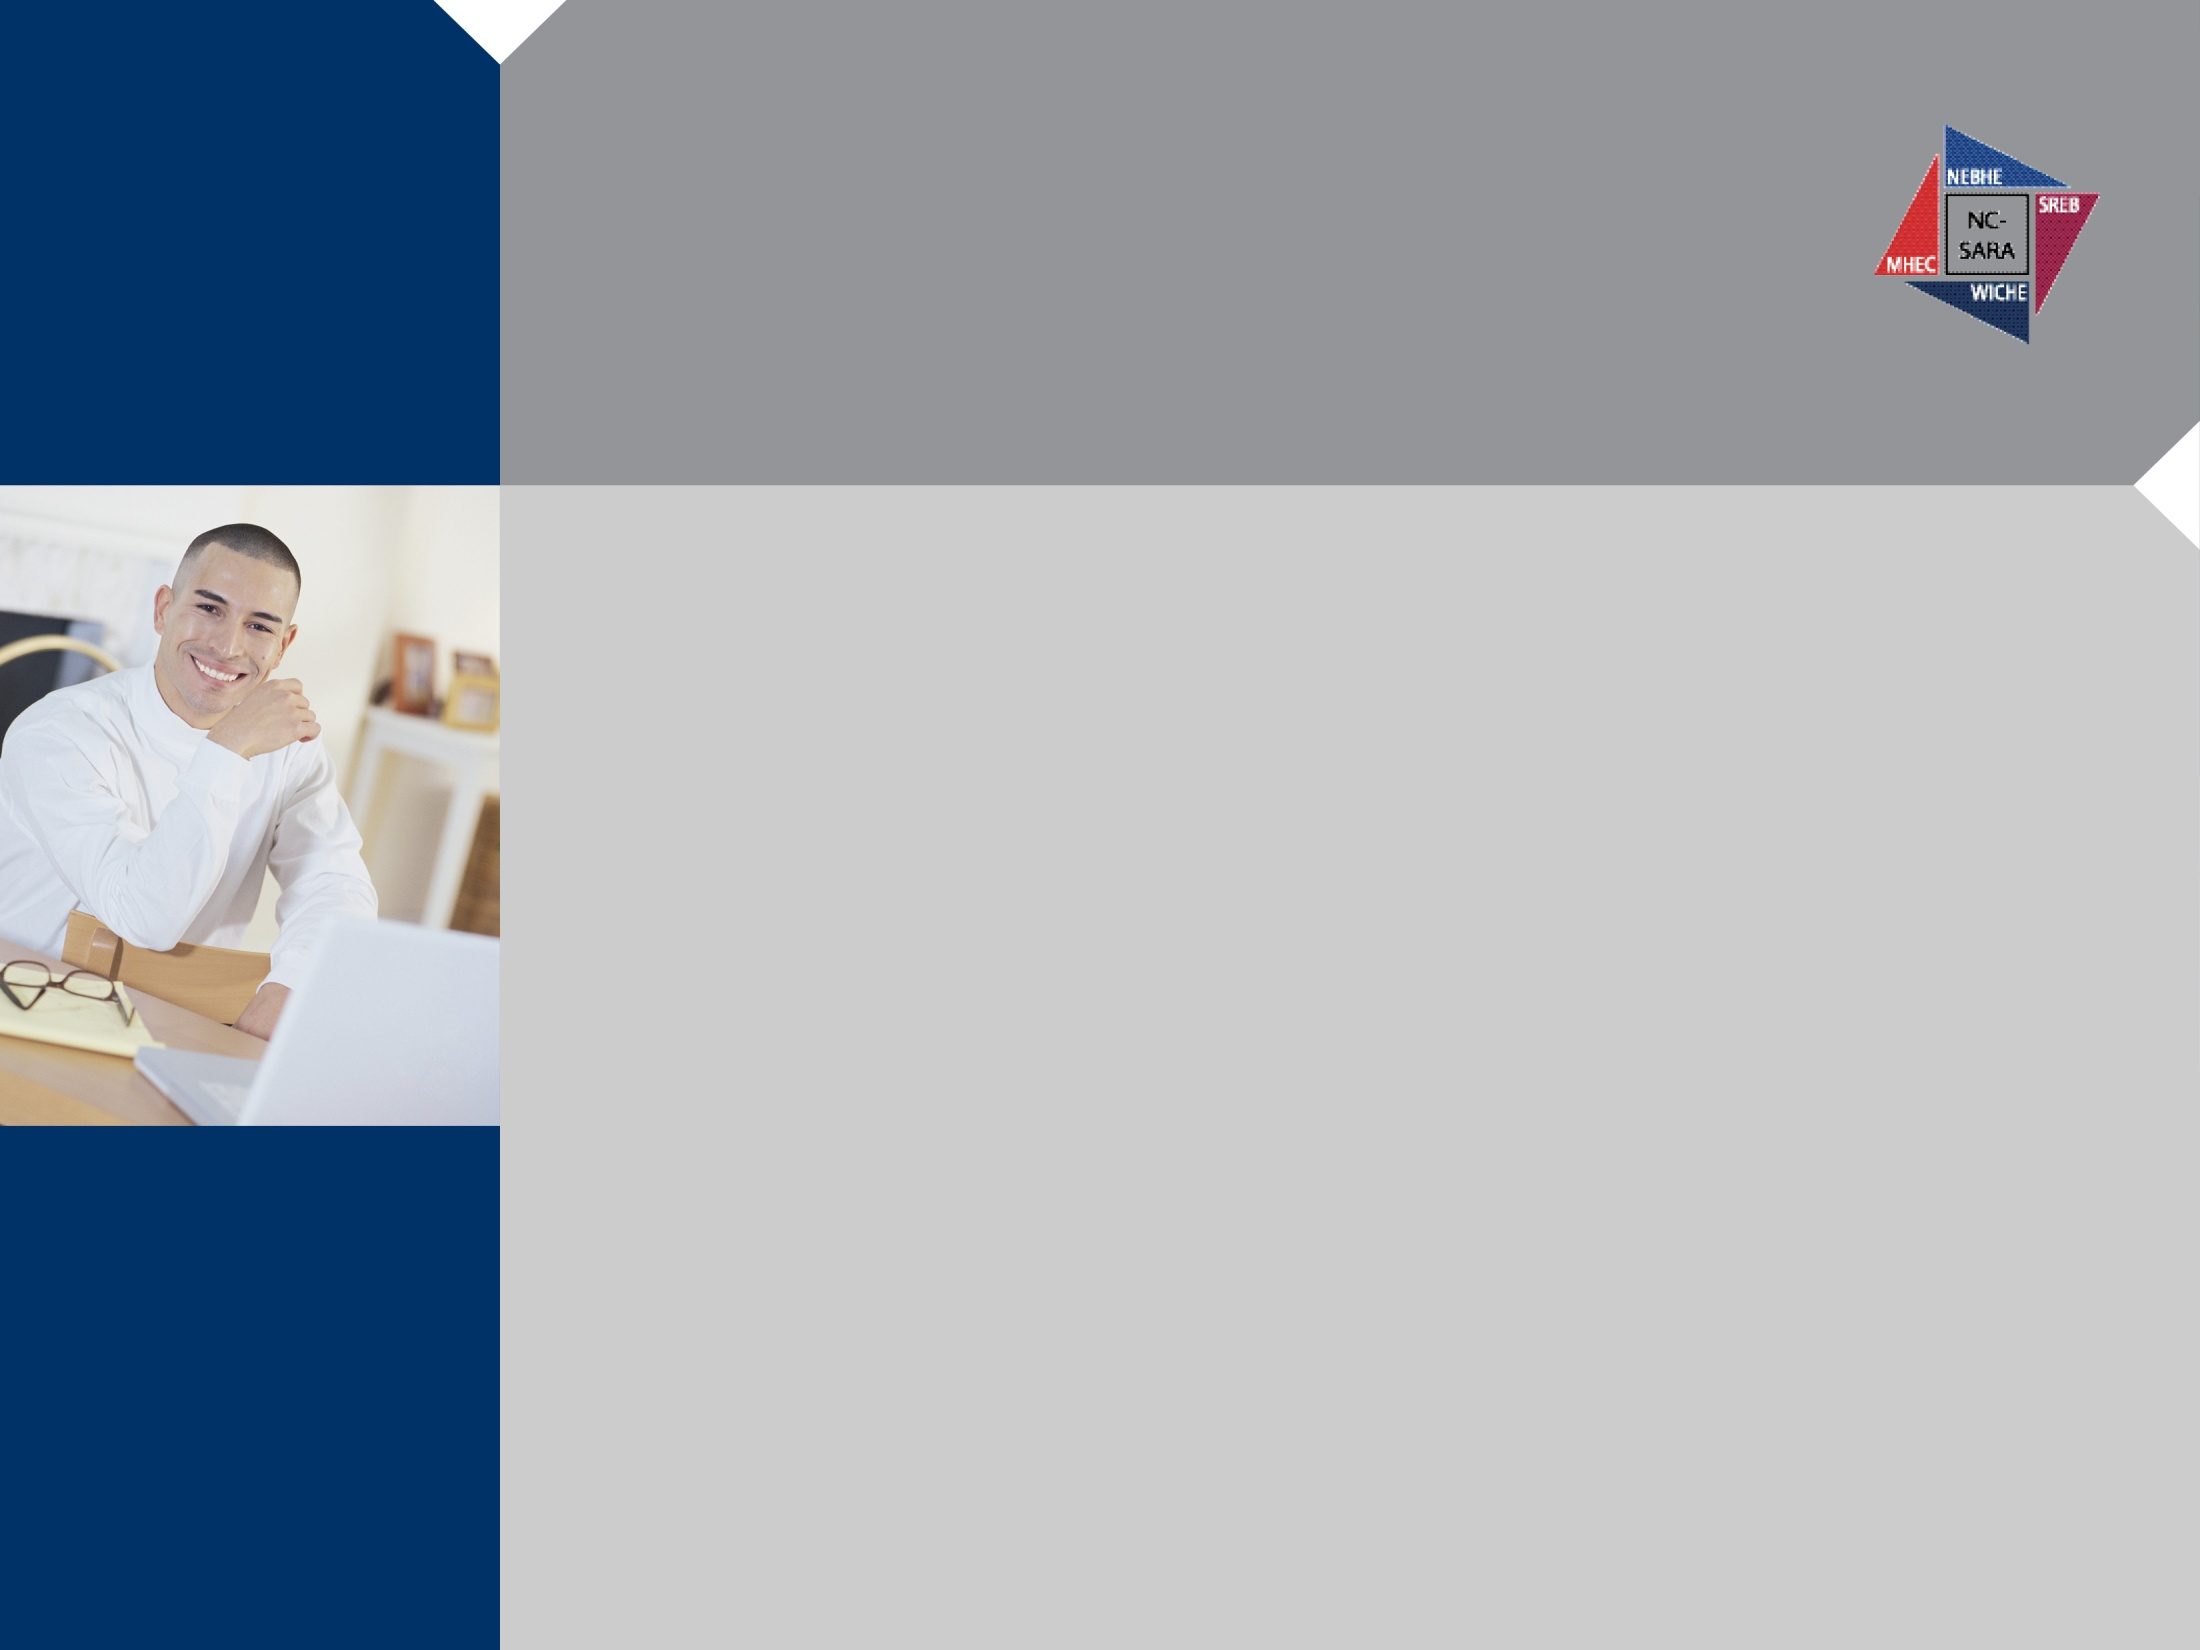 NEBHE
SREB
NC-
SARA
MHEC
WICHE